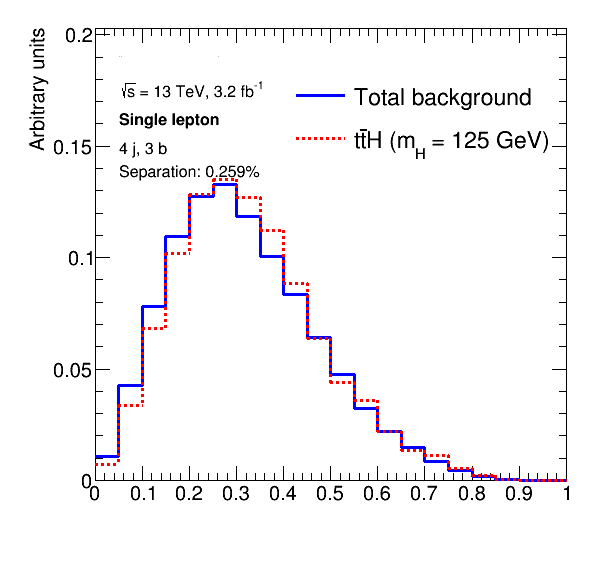 Arbitrary units
√s = 13 TeV, 3.2 fb⁻¹
Single lepton
4 j, 3 b
Separation: 0.259%
Total background
tt̄H (m_H = 125 GeV)
0.2
0.15
0.1
0.05
0
0 0.1 0.2 0.3 0.4 0.5 0.6 0.7 0.8 0.9 1